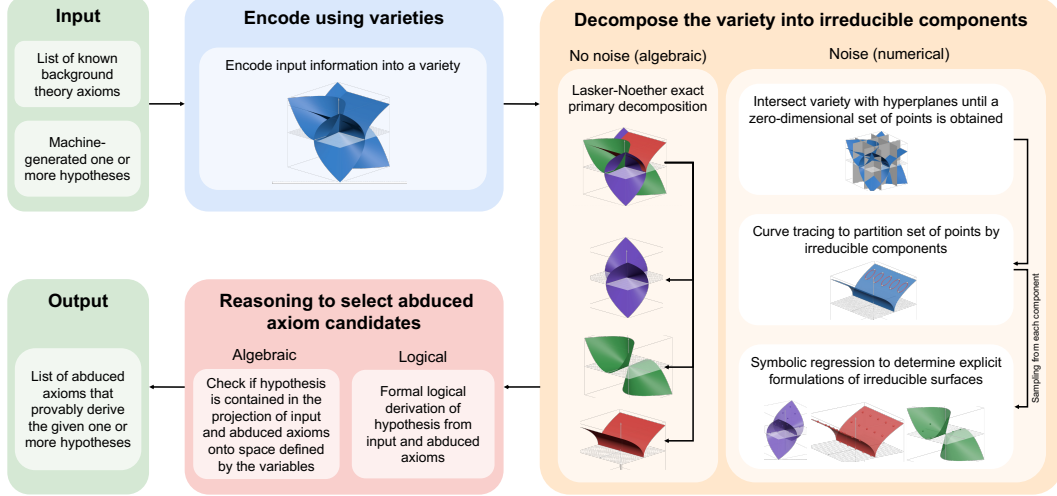 Input
List of known
background
theory axioms
Machine-
generated one or
more hypotheses
Encode using varieties
Encode input information into a variety
Decompose the variety into irreducible components
No noise (algebraic)
Lasker-Noether exact
primary decomposition
Noise (numerical)
Intersect variety with hyperplanes until a
zero-dimensional set of points is obtained
Curve tracing to partition set of points by
irreducible components
Sampling from each component
Symbolic regression to determine explicit
formulations of irreducible surfaces
Reasoning to select abduced
axiom candidates
Algebraic
Check if hypothesis
is contained in the
projection of input
and abduced axioms
onto space defined
by the variables
Logical
Formal logical
derivation of
hypothesis from
input and abduced
axioms
Output
List of abduced
axioms that
provably derive
the given one or
more hypotheses